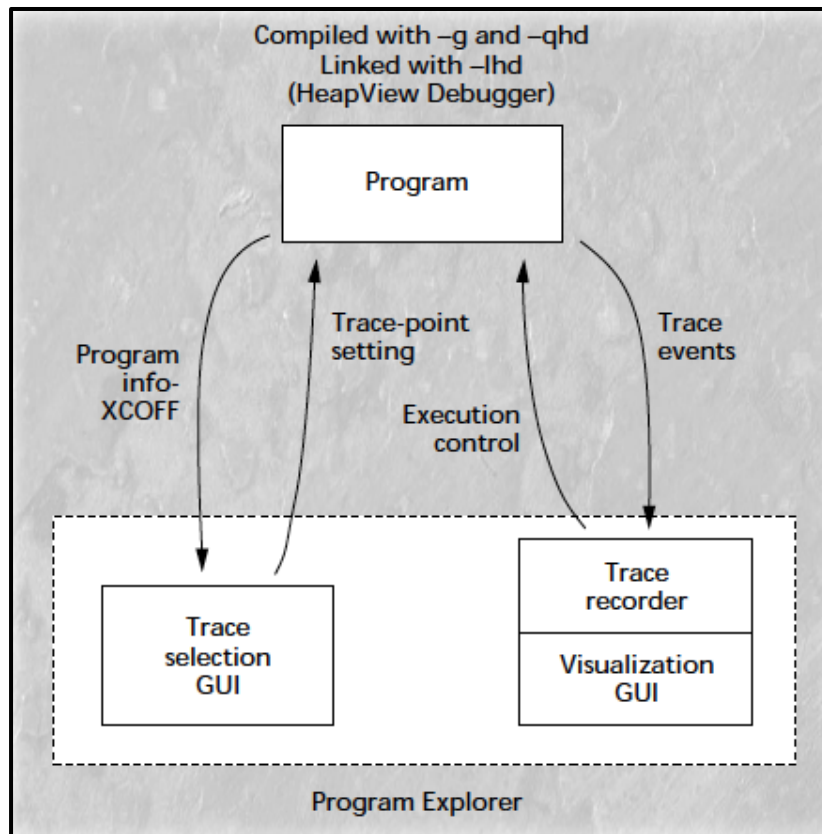 Compiled with –g and –qhd
Linked with –lhd
(HeapView Debugger)
Program
Program
info-
XCOFF
Trace-point
setting
Execution
control
Trace
events
Trace
selection
GUI
Trace
recorder
Visualization
GUI
Program Explorer